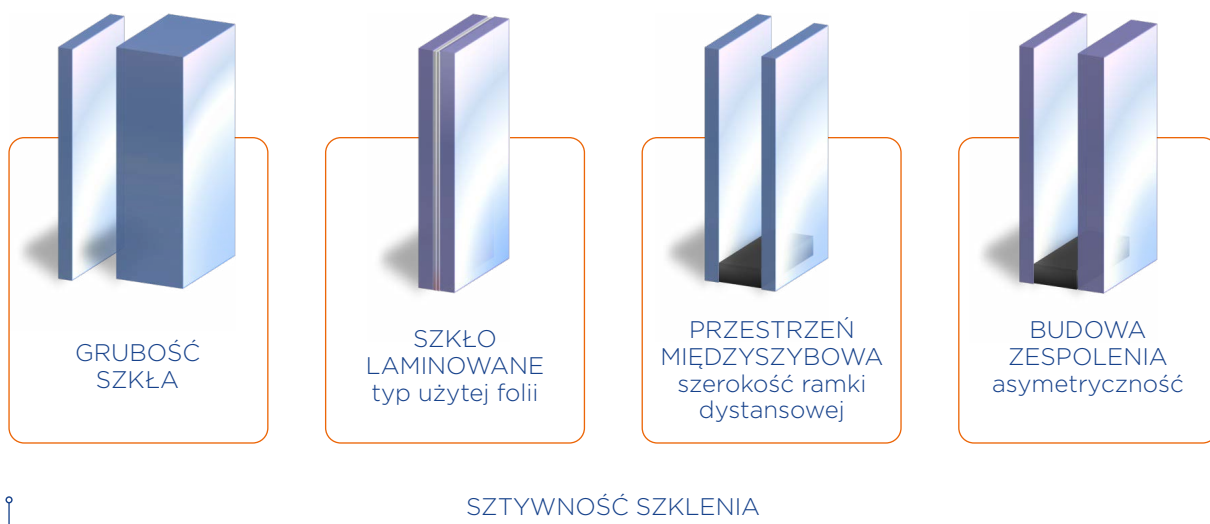 GRUBOŚĆ
SZKŁA
SZKŁO
LAMINOWANE
typ użytej folii
PRZESTRZEŃ
MIĘDZYSZYBOWA
szerokość ramki
dystansowej
BUDOWA
ZESPOLENIA
asymetryczność
SZTYWNOŚĆ SZKLENIA